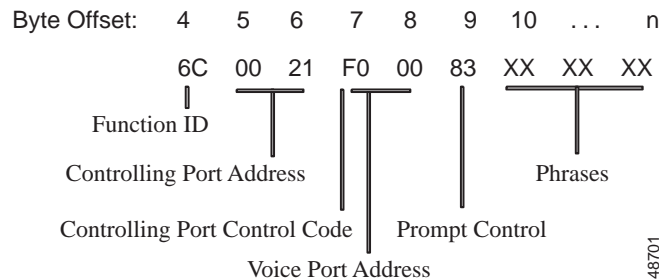 Byte Offset: 4 5 6 7 8 9 10 . . . n
6C 00 21 F0 00 83 XX XX XX
Function ID
Controlling Port Address
Phrases
Controlling Port Control Code
Prompt Control
Voice Port Address
48701